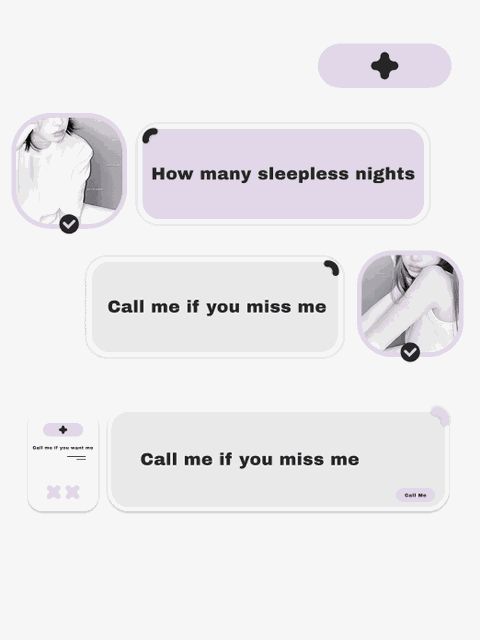 How many sleepless nights
Call me if you miss me
Call me if you want me
Call me if you miss me
Call Me